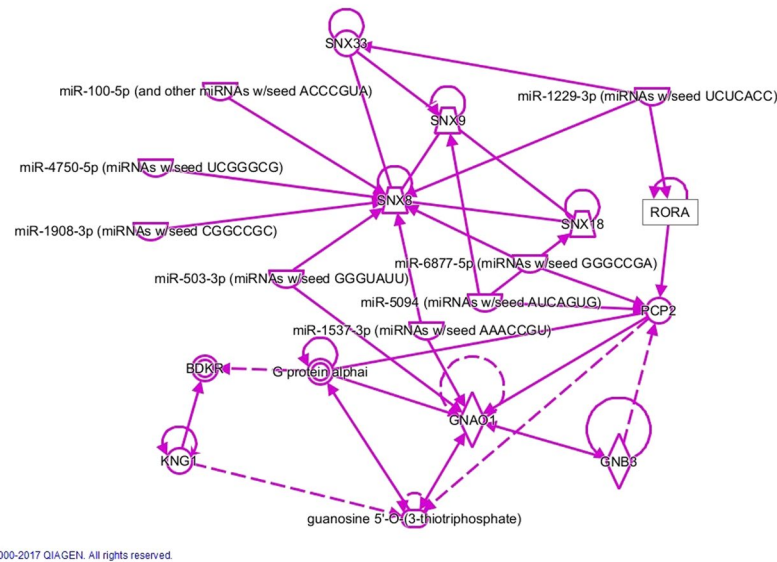 SNX33
miR-100-5p (and other miRNAs w/seed ACCCGUA)
miR-1229-3p (miRNAs w/seed UCUCACC)
SNX9
miR-4750-5p (miRNAs w/seed UCGGGCG)
SNX8
RORA
SNX18
miR-1908-3p (miRNAs w/seed CGGCCGC)
miR-6877-5p (miRNAs w/seed GGGCCGA)
miR-503-3p (miRNAs w/seed GGGUAUU)
miR-5094 (miRNAs w/seed AUCAGUG)
PCP2
miR-1537-3p (miRNAs w/seed AAACCGU)
BDKR
G protein alphai
GNAO1
KNG1
GNB3
guanosine 5'-O-(3-thiotriphosphate)
000-2017 QIAGEN. All rights reserved.